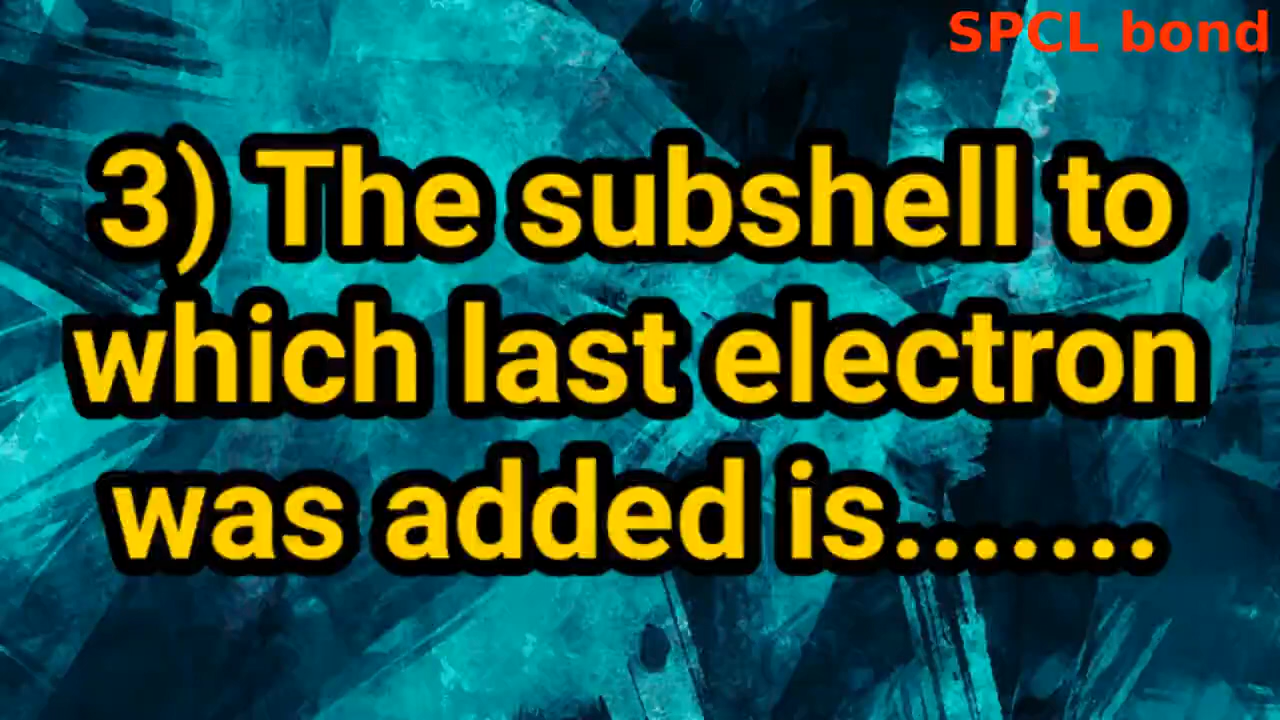 SPCL bond
3) The subshell to
which last electron
was added is.......